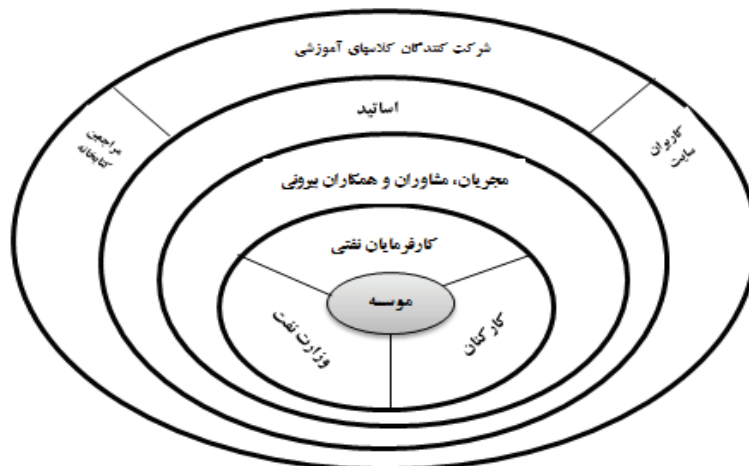 شرکت کنندگان کلاسهای آموزشی
مراجعین
کتابخانه
کاربران
سایت
اساتید
مجریان، مشاوران و همکاران بیرونی
کارفرمایان نفتی
موسسه
وزارت نفت
کارکنان